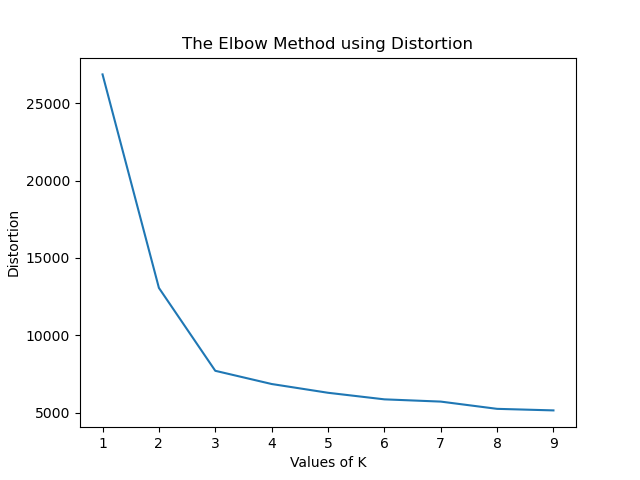 The Elbow Method using Distortion
25000
20000
15000
10000
5000
Distortion
1 2 3 4 5 6 7 8 9
Values of K